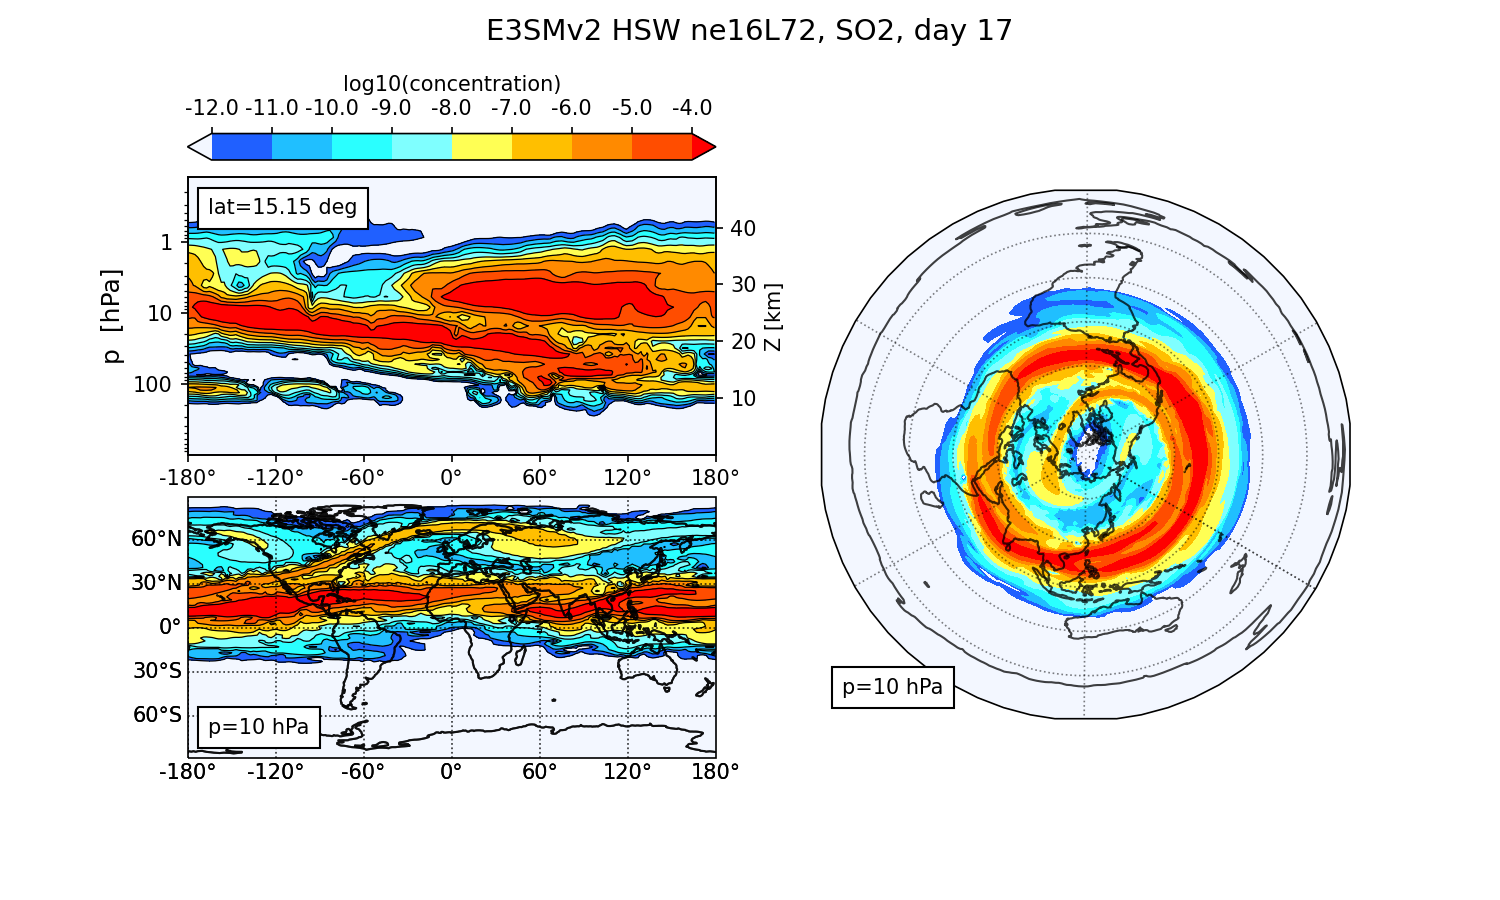 E3SMv2 HSW ne16L72, SO2, day 17
log10(concentration)
-12.0 -11.0 -10.0 -9.0 -8.0 -7.0 -6.0 -5.0 -4.0
lat=15.15 deg
p [hPa]
1
10
100
40
30
20
10
Z [km]
-180° -120° -60° 0° 60° 120° 180°
60°N
30°N
0°
30°S
60°S
p=10 hPa
-180° -120° -60° 0° 60° 120° 180°
p=10 hPa